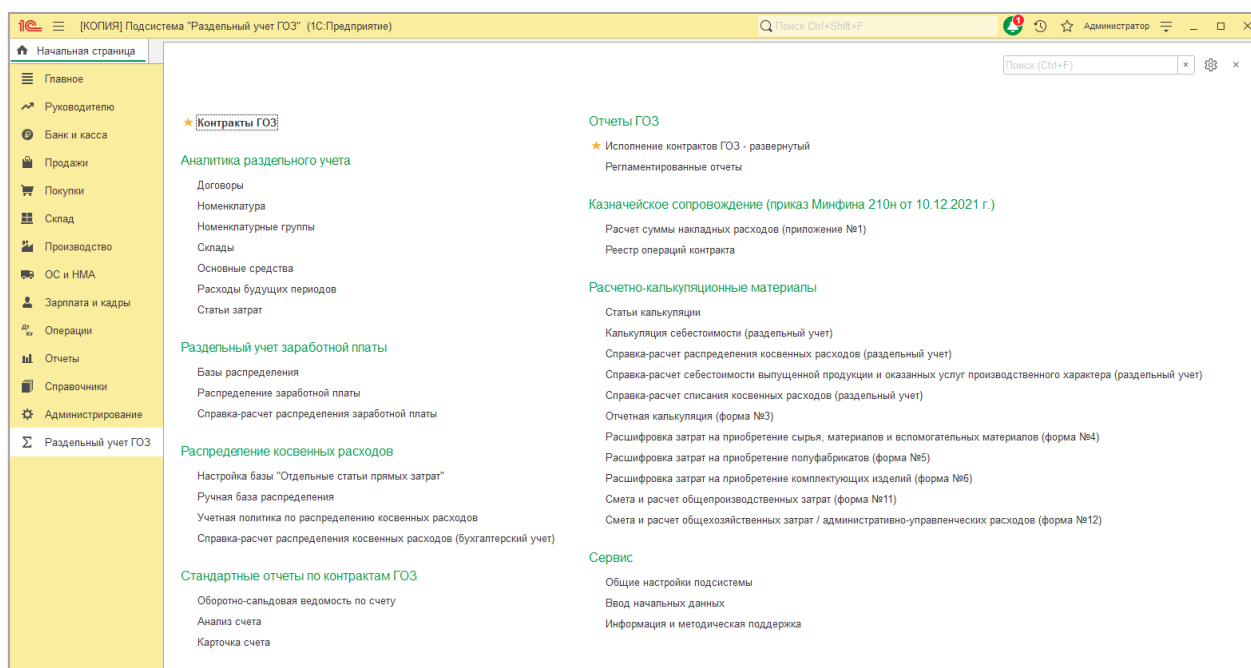 1С [КОПИЯ] Подсистема "Раздельный учет ГОЗ" (1С:Предприятие) Поиск Ctrl+Shift+F 1 Администратор
Начальная страница
Поиск (Ctrl+F) × ×
Главное
Руководителю
Банк и касса
Продажи
Покупки
Склад
Производство
ОС и НМА
Зарплата и кадры
Дт Кт Операции
Отчеты
Справочники
Администрирование
Раздельный учет ГОЗ
Контракты ГОЗ
Аналитика раздельного учета
Договоры
Номенклатура
Номенклатурные группы
Склады
Основные средства
Расходы будущих периодов
Статьи затрат
Раздельный учет заработной платы
Базы распределения
Распределение заработной платы
Справка-расчет распределения заработной платы
Распределение косвенных расходов
Настройка базы "Отдельные статьи прямых затрат"
Ручная база распределения
Учетная политика по распределению косвенных расходов
Справка-расчет распределения косвенных расходов (бухгалтерский учет)
Стандартные отчеты по контрактам ГОЗ
Оборотно-сальдовая ведомость по счету
Анализ счета
Карточка счета
Отчеты ГОЗ
Исполнение контрактов ГОЗ - развернутый
Регламентированные отчеты
Казначейское сопровождение (приказ Минфина 210н от 10.12.2021 г.)
Расчет суммы накладных расходов (приложение №1)
Реестр операций контракта
Расчетно-калькуляционные материалы
Статьи калькуляции
Калькуляция себестоимости (раздельный учет)
Справка-расчет распределения косвенных расходов (раздельный учет)
Справка-расчет себестоимости выпущенной продукции и оказанных услуг производственного характера (раздельный учет)
Справка-расчет списания косвенных расходов (раздельный учет)
Отчетная калькуляция (форма №3)
Расшифровка затрат на приобретение сырья, материалов и вспомогательных материалов (форма №4)
Расшифровка затрат на приобретение полуфабрикатов (форма №5)
Расшифровка затрат на приобретение комплектующих изделий (форма №6)
Смета и расчет общепроизводственных затрат (форма №11)
Смета и расчет общехозяйственных затрат / административно-управленческих расходов (форма №12)
Сервис
Общие настройки подсистемы
Ввод начальных данных
Информация и методическая поддержка